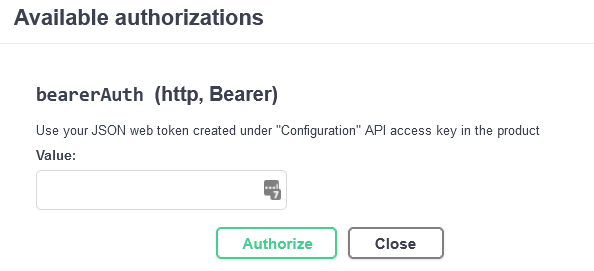 Available authorizations
bearerAuth (http, Bearer)
Use your JSON web token created under "Configuration" API access key in the product
Value:
7
Authorize Close